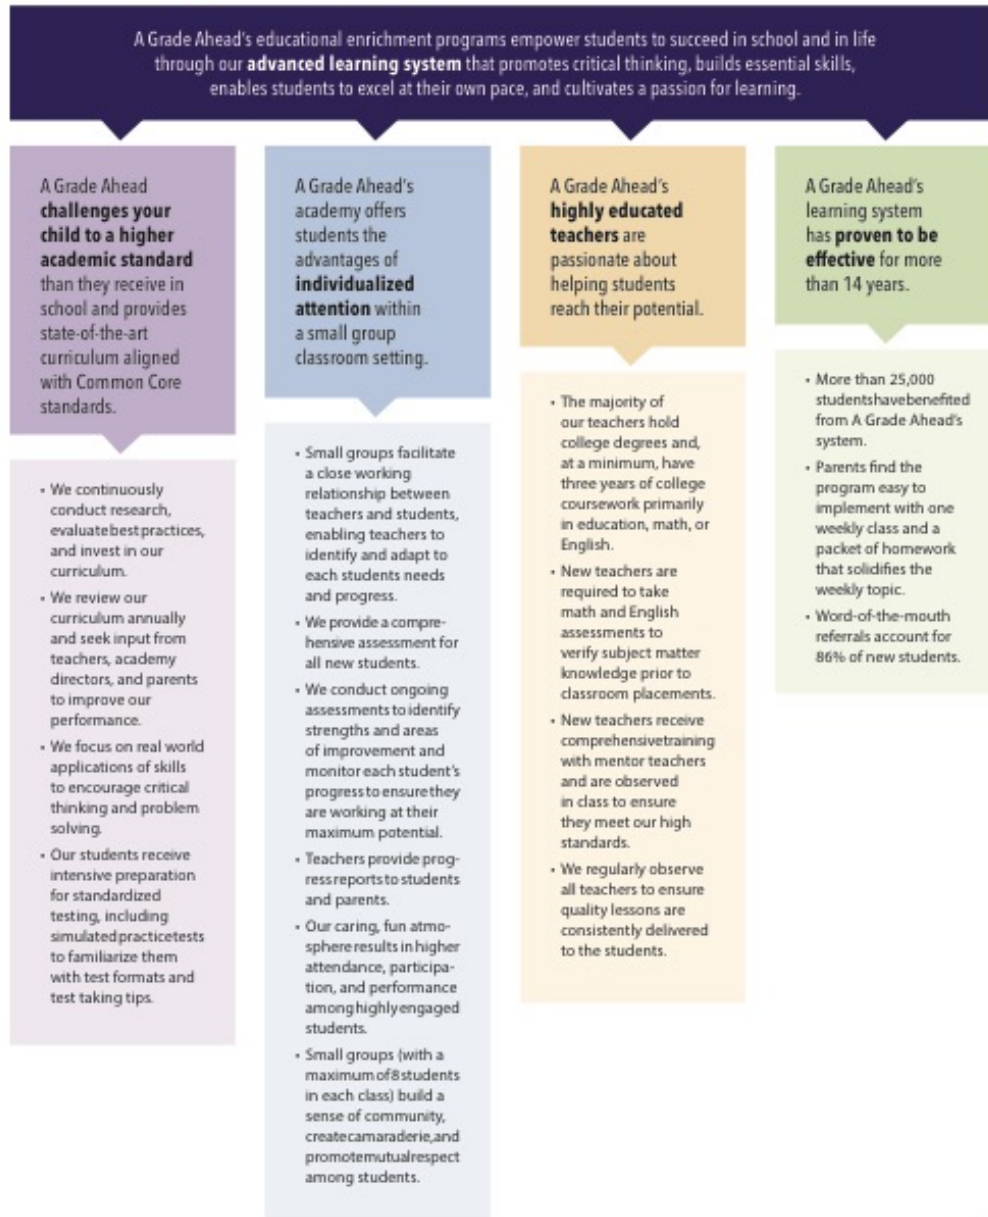 A Grade Ahead's educational enrichment programs empower students to succeed in school and in life
through our advanced learning system that promotes critical thinking, builds essential skills,
enables students to excel at their own pace, and cultivates a passion for learning.
A Grade Ahead
challenges your
child to a higher
academic standard
than they receive in
school and provides
state-of-the-art
curriculum aligned
with Common Core
standards.
• We continuously
conduct research,
evaluatebestpractices,
and invest in our
curriculum.
• We review our
curriculum annually
and seek input from
teachers, academy
directors, and parents
to improve our
performance.
• We focus on real world
applications of skills
to encourage critical
thinking and problem
solving.
• Our students receive
intensive preparation
for standardized
testing, including
simulatedpracticetests
to familiarize them
with test formats and
test taking tips.
A Grade Ahead's
academy offers
students the
advantages of
individualized
attention within
a small group
classroom setting.
• Small groups facilitate
a close working
relationship between
teachers and students,
enabling teachers to
identify and adapt to
each students needs
and progress.
• We provide a compre-
hensive assessment for
all new students.
• We conduct ongoing
assessments to identify
strengths and areas
of improvement and
monitor each student's
progress to ensure they
are working at their
maximum potential.
• Teachers provide prog-
ress reports to students
and parents.
• Our caring, fun atmo-
sphere results in higher
attendance, participa-
tion, and performance
among highly engaged
students.
• Small groups (with a
maximum of 8 students
in each class) build a
sense of community,
createcamaraderie,and
promotemutualrespect
among students.
A Grade Ahead's
highly educated
teachers are
passionate about
helping students
reach their potential.
• The majority of
our teachers hold
college degrees and,
at a minimum, have
three years of college
coursework primarily
in education, math, or
English.
• New teachers are
required to take
math and English
assessments to
verify subject matter
knowledge prior to
classroom placements.
• New teachers receive
comprehensivetraining
with mentor teachers
and are observed
in class to ensure
they meet our high
standards.
• We regularly observe
all teachers to ensure
quality lessons are
consistently delivered
to the students.
A Grade Ahead's
learning system
has proven to be
effective for more
than 14 years.
• More than 25,000
studentshavebenefited
from A Grade Ahead's
system.
• Parents find the
program easy to
implement with one
weekly class and a
packet of homework
that solidifies the
weekly topic.
• Word-of-the-mouth
referrals account for
86% of new students.